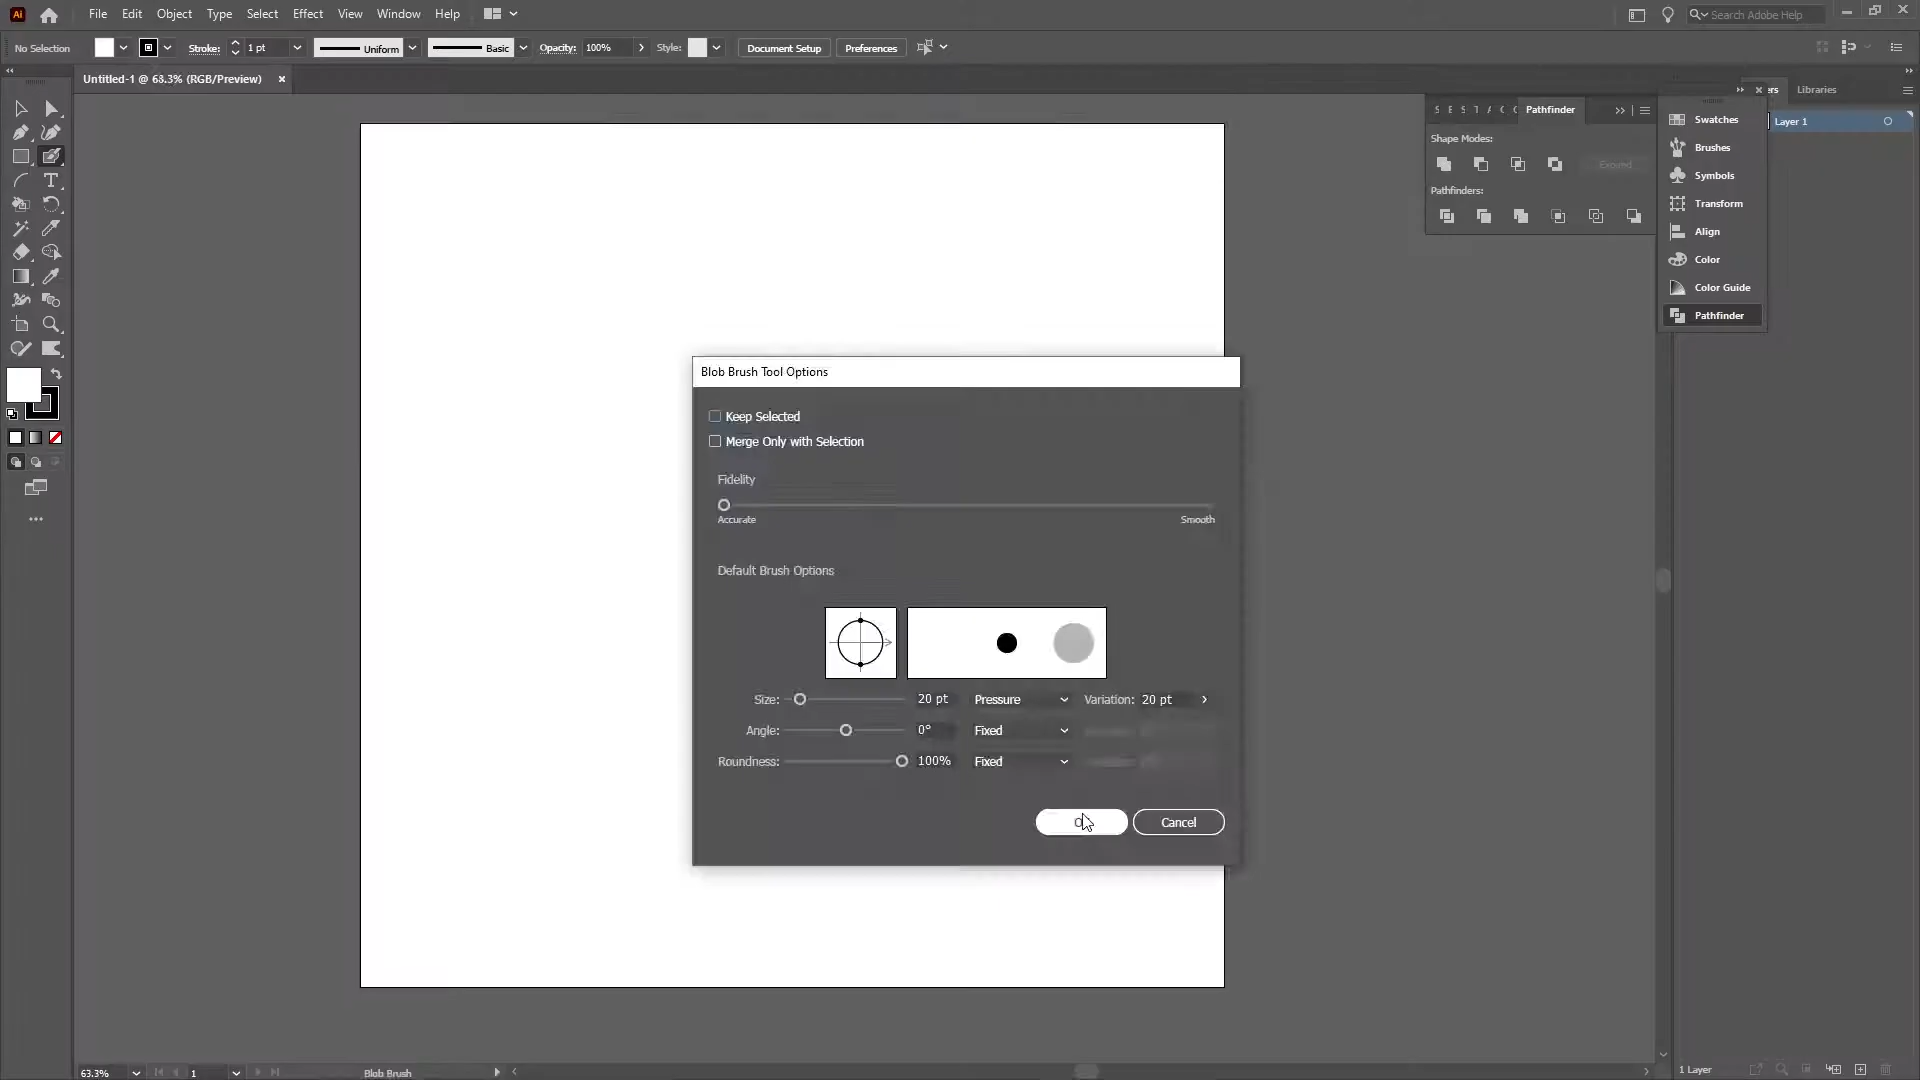 Ai
File Edit Object Type Select Effect View Window Help
Search Adobe Help
No Selection
Stroke: 1 pt
Uniform
Basic
Opacity: 100%
Style:
Document Setup
Preferences
Untitled-1 @ 63.3% (RGB/Preview)
Libraries
Pathfinder
Shape Modes:
Expand
Pathfinders:
Swatches
Brushes
Symbols
Transform
Align
Color
Color Guide
Pathfinder
Layer 1
Blob Brush Tool Options
Keep Selected
Merge Only with Selection
Fidelity
Accurate Smooth
Default Brush Options
Size: 20 pt Pressure Variation: 20 pt
Angle: 0° Fixed
Roundness: 100% Fixed
Cancel
63.3% 1 Blob Brush
1 Layer